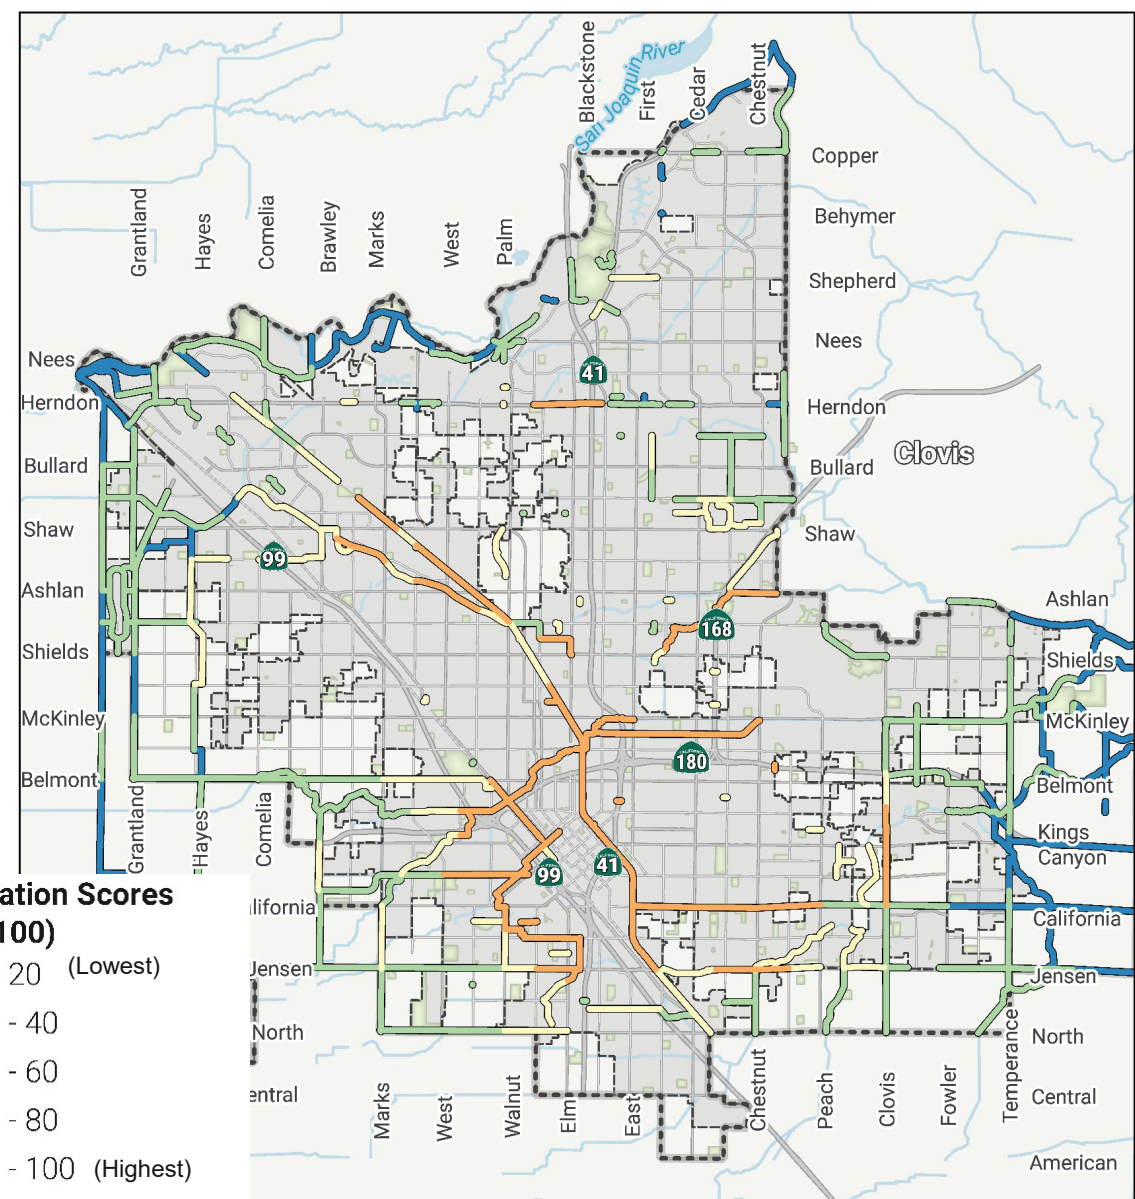 Blackstone
San Joaquin River
First
Cedar
Chestnut
Copper
Behymer
Shepherd
Nees
Herndon
Bullard
Shaw
Clovis
Grantland
Hayes
Cornelia
Brawley
Marks
West
Palm
Nees
Herndon
Bullard
Shaw
Ashlan
Shields
McKinley
Belmont
41
99
168
180
99
41
Ashlan
Shields
McKinley
Belmont
Kings
Canyon
California
Jensen
North
Central
American
Grantland
Hayes
Cornelia
alifornia
Jensen
North
entral
Marks
West
Walnut
Elm
East
Chestnut
Peach
Clovis
Fowler
Temperance
ation Scores
100)
20 (Lowest)
- 40
- 60
- 80
- 100 (Highest)